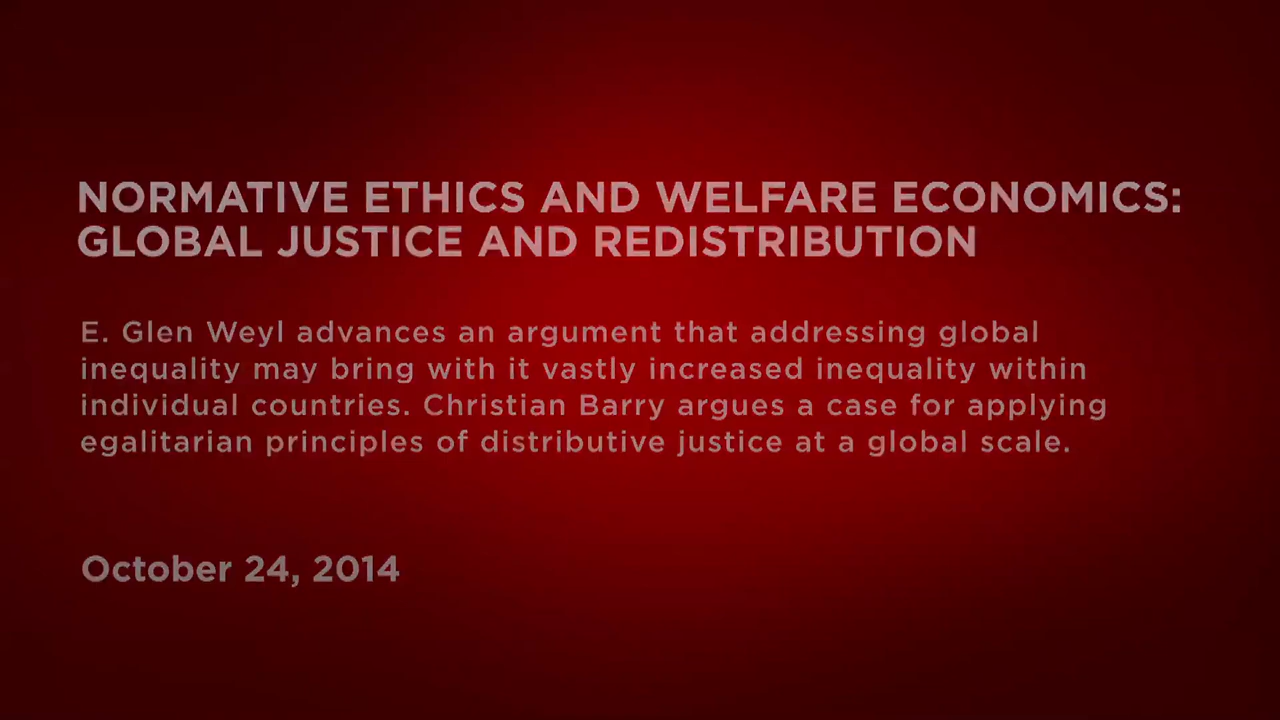 NORMATIVE ETHICS AND WELFARE ECONOMICS:
GLOBAL JUSTICE AND REDISTRIBUTION
E. Glen Weyl advances an argument that addressing global
inequality may bring with it vastly increased inequality within
individual countries. Christian Barry argues a case for applying
egalitarian principles of distributive justice at a global scale.
October 24, 2014